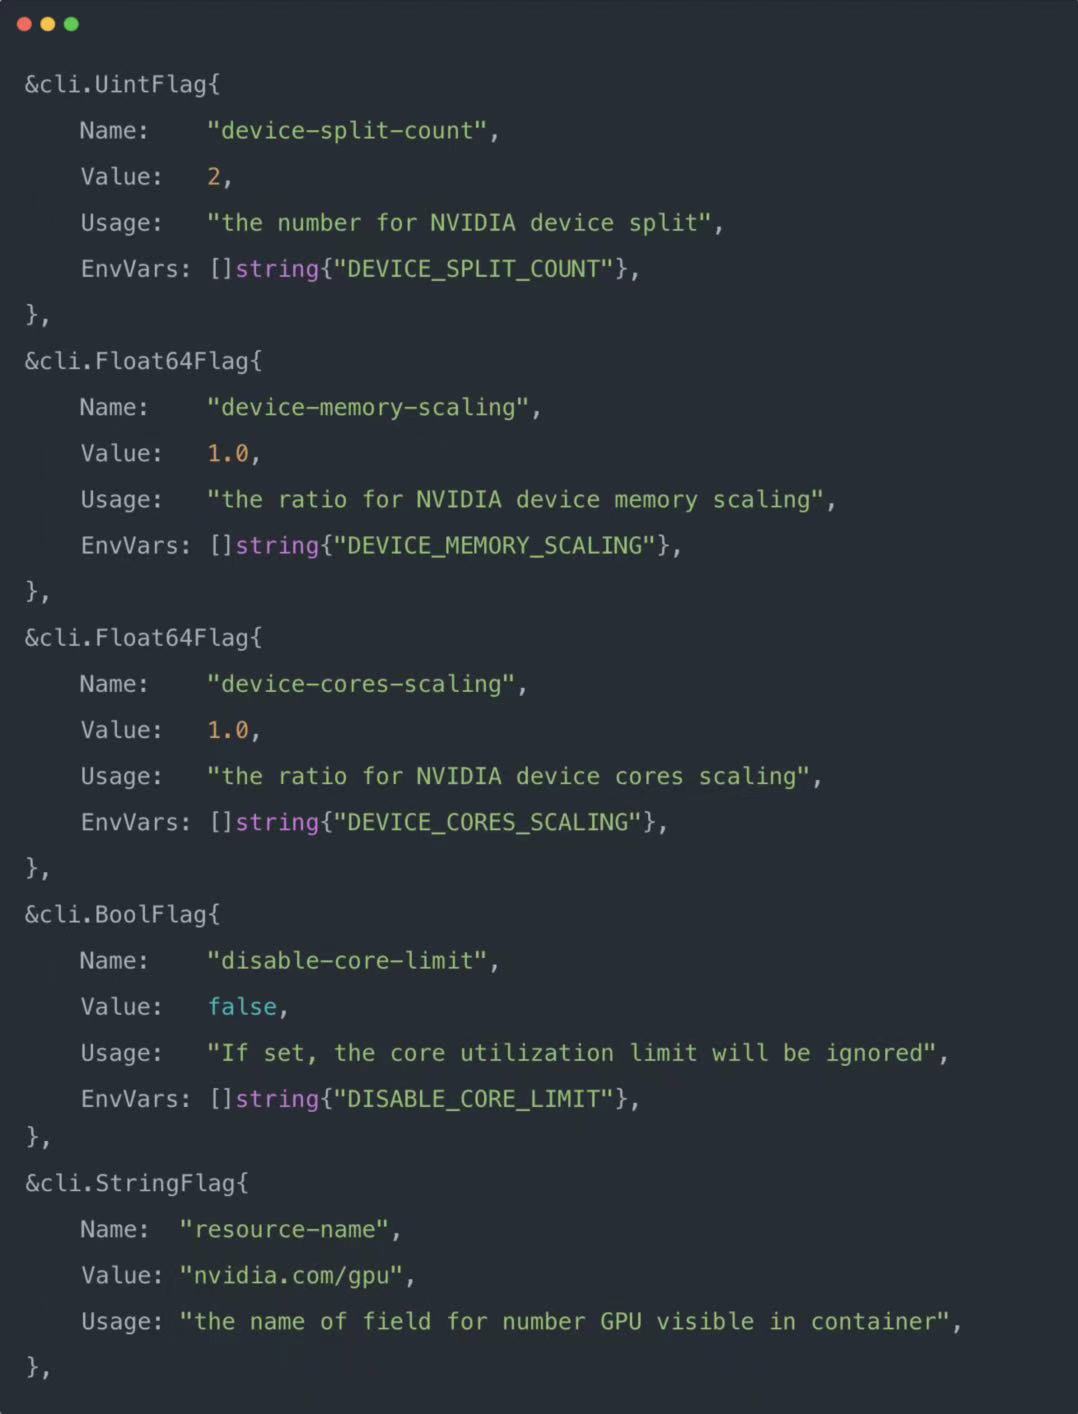 &cli.UintFlag{
    Name:    "device-split-count",
    Value:   2,
    Usage:   "the number for NVIDIA device split",
    EnvVars: []string{"DEVICE_SPLIT_COUNT"},
},
&cli.Float64Flag{
    Name:    "device-memory-scaling",
    Value:   1.0,
    Usage:   "the ratio for NVIDIA device memory scaling",
    EnvVars: []string{"DEVICE_MEMORY_SCALING"},
},
&cli.Float64Flag{
    Name:    "device-cores-scaling",
    Value:   1.0,
    Usage:   "the ratio for NVIDIA device cores scaling",
    EnvVars: []string{"DEVICE_CORES_SCALING"},
},
&cli.BoolFlag{
    Name:    "disable-core-limit",
    Value:   false,
    Usage:   "If set, the core utilization limit will be ignored",
    EnvVars: []string{"DISABLE_CORE_LIMIT"},
},
&cli.StringFlag{
    Name:  "resource-name",
    Value: "nvidia.com/gpu",
    Usage: "the name of field for number GPU visible in container",
},